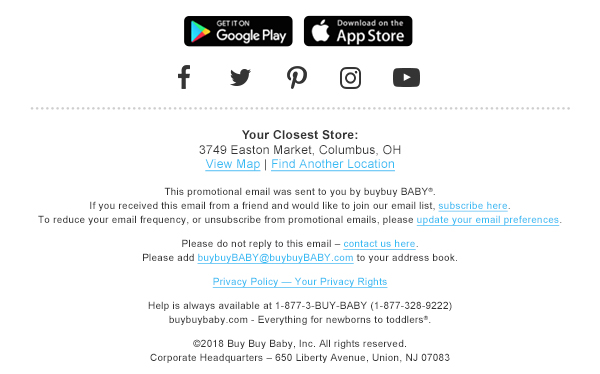 GET IT ON
Google Play
Download on the
App Store
Your Closest Store:
3749 Easton Market, Columbus, OH
View Map | Find Another Location
This promotional email was sent to you by buybuy BABY®.
If you received this email from a friend and would like to join our email list, subscribe here.
To reduce your email frequency, or unsubscribe from promotional emails, please update your email preferences.
Please do not reply to this email – contact us here.
Please add buybuyBABY@buybuyBABY.com to your address book.
Privacy Policy — Your Privacy Rights
Help is always available at 1-877-3-BUY-BABY (1-877-328-9222)
buybuybaby.com - Everything for newborns to toddlers®.
©2018 Buy Buy Baby, Inc. All rights reserved.
Corporate Headquarters – 650 Liberty Avenue, Union, NJ 07083